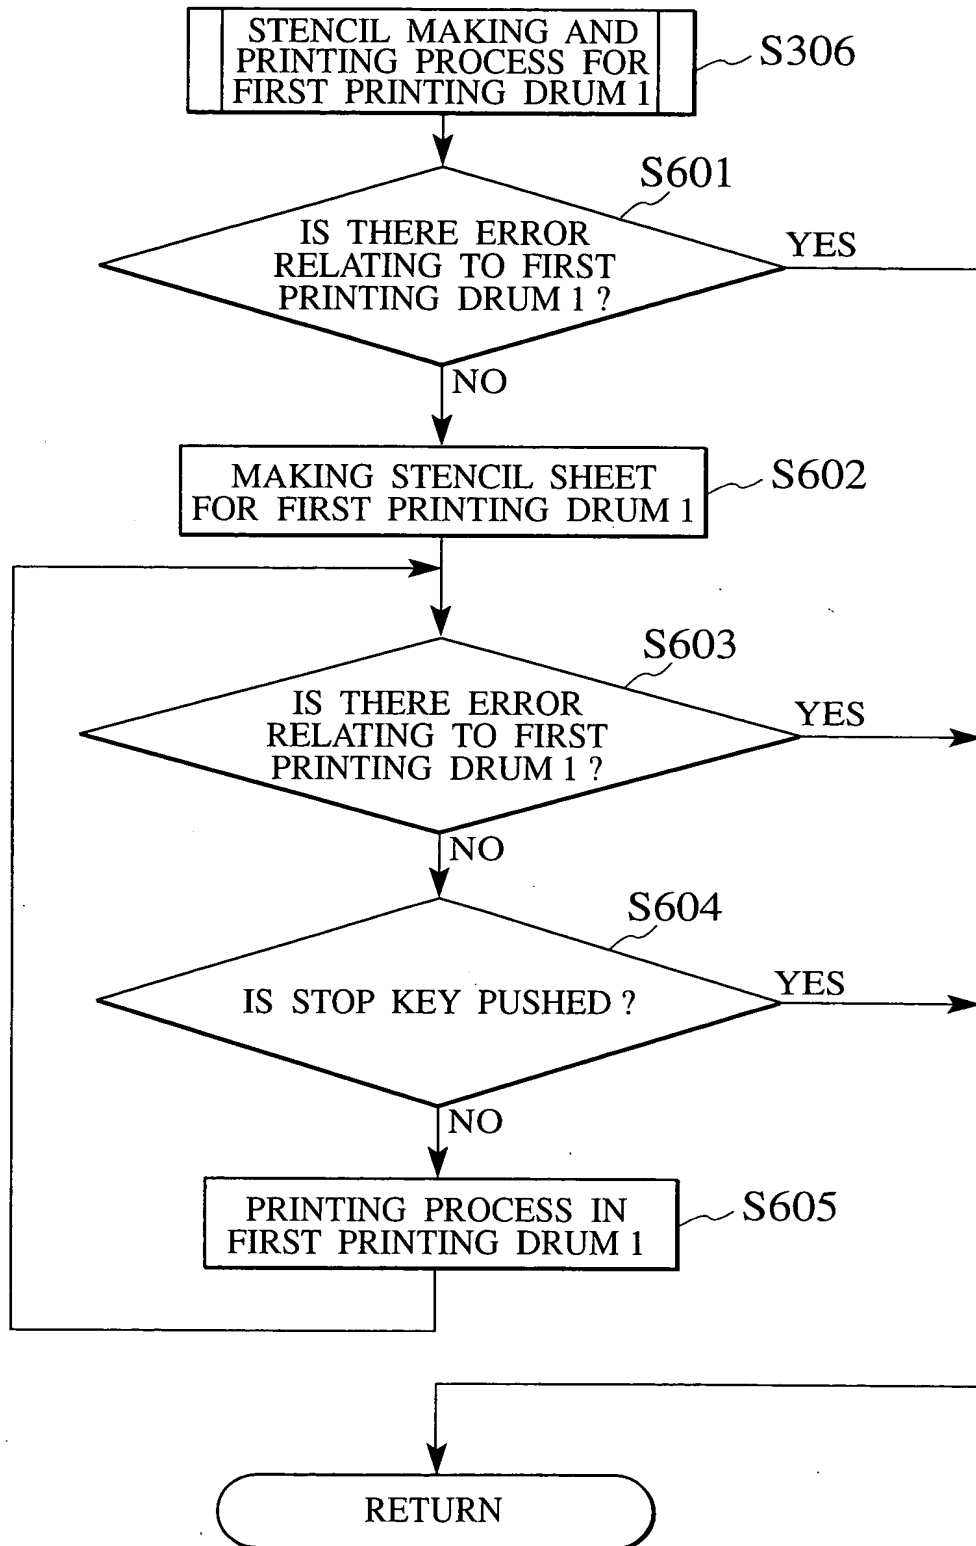 STENCIL MAKING AND
PRINTING PROCESS FOR
FIRST PRINTING DRUM 1
S306
S601
IS THERE ERROR
RELATING TO FIRST
PRINTING DRUM 1 ?
YES
NO
MAKING STENCIL SHEET
FOR FIRST PRINTING DRUM 1
S602
S603
IS THERE ERROR
RELATING TO FIRST
PRINTING DRUM 1 ?
YES
NO
S604
IS STOP KEY PUSHED ?
YES
NO
PRINTING PROCESS IN
FIRST PRINTING DRUM 1
S605
RETURN